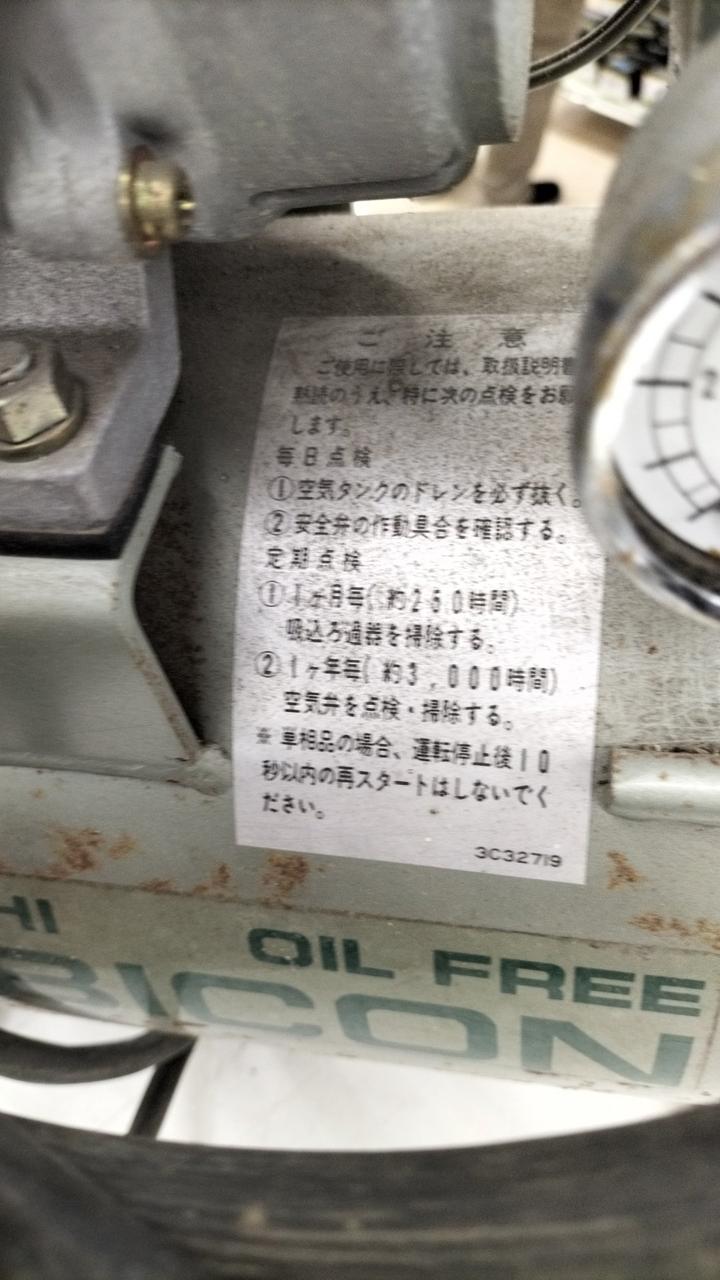 ご注意
ご使用に際しては、取扱説明書
熟読のうえ、特に次の点検をお願
します。
毎日点検
①空気タンクのドレンを必ず抜く。
②安全弁の作動具合を確認する。
定期点検
①1ヶ月毎(約250時間)
吸込ろ過器を掃除する。
②1ヶ年毎(約3,000時間)
空気弁を点検・掃除する。
※単相品の場合、運転停止後10
秒以内の再スタートはしないでく
ださい。
3C32719
HI
OIL FREE
BICON
2